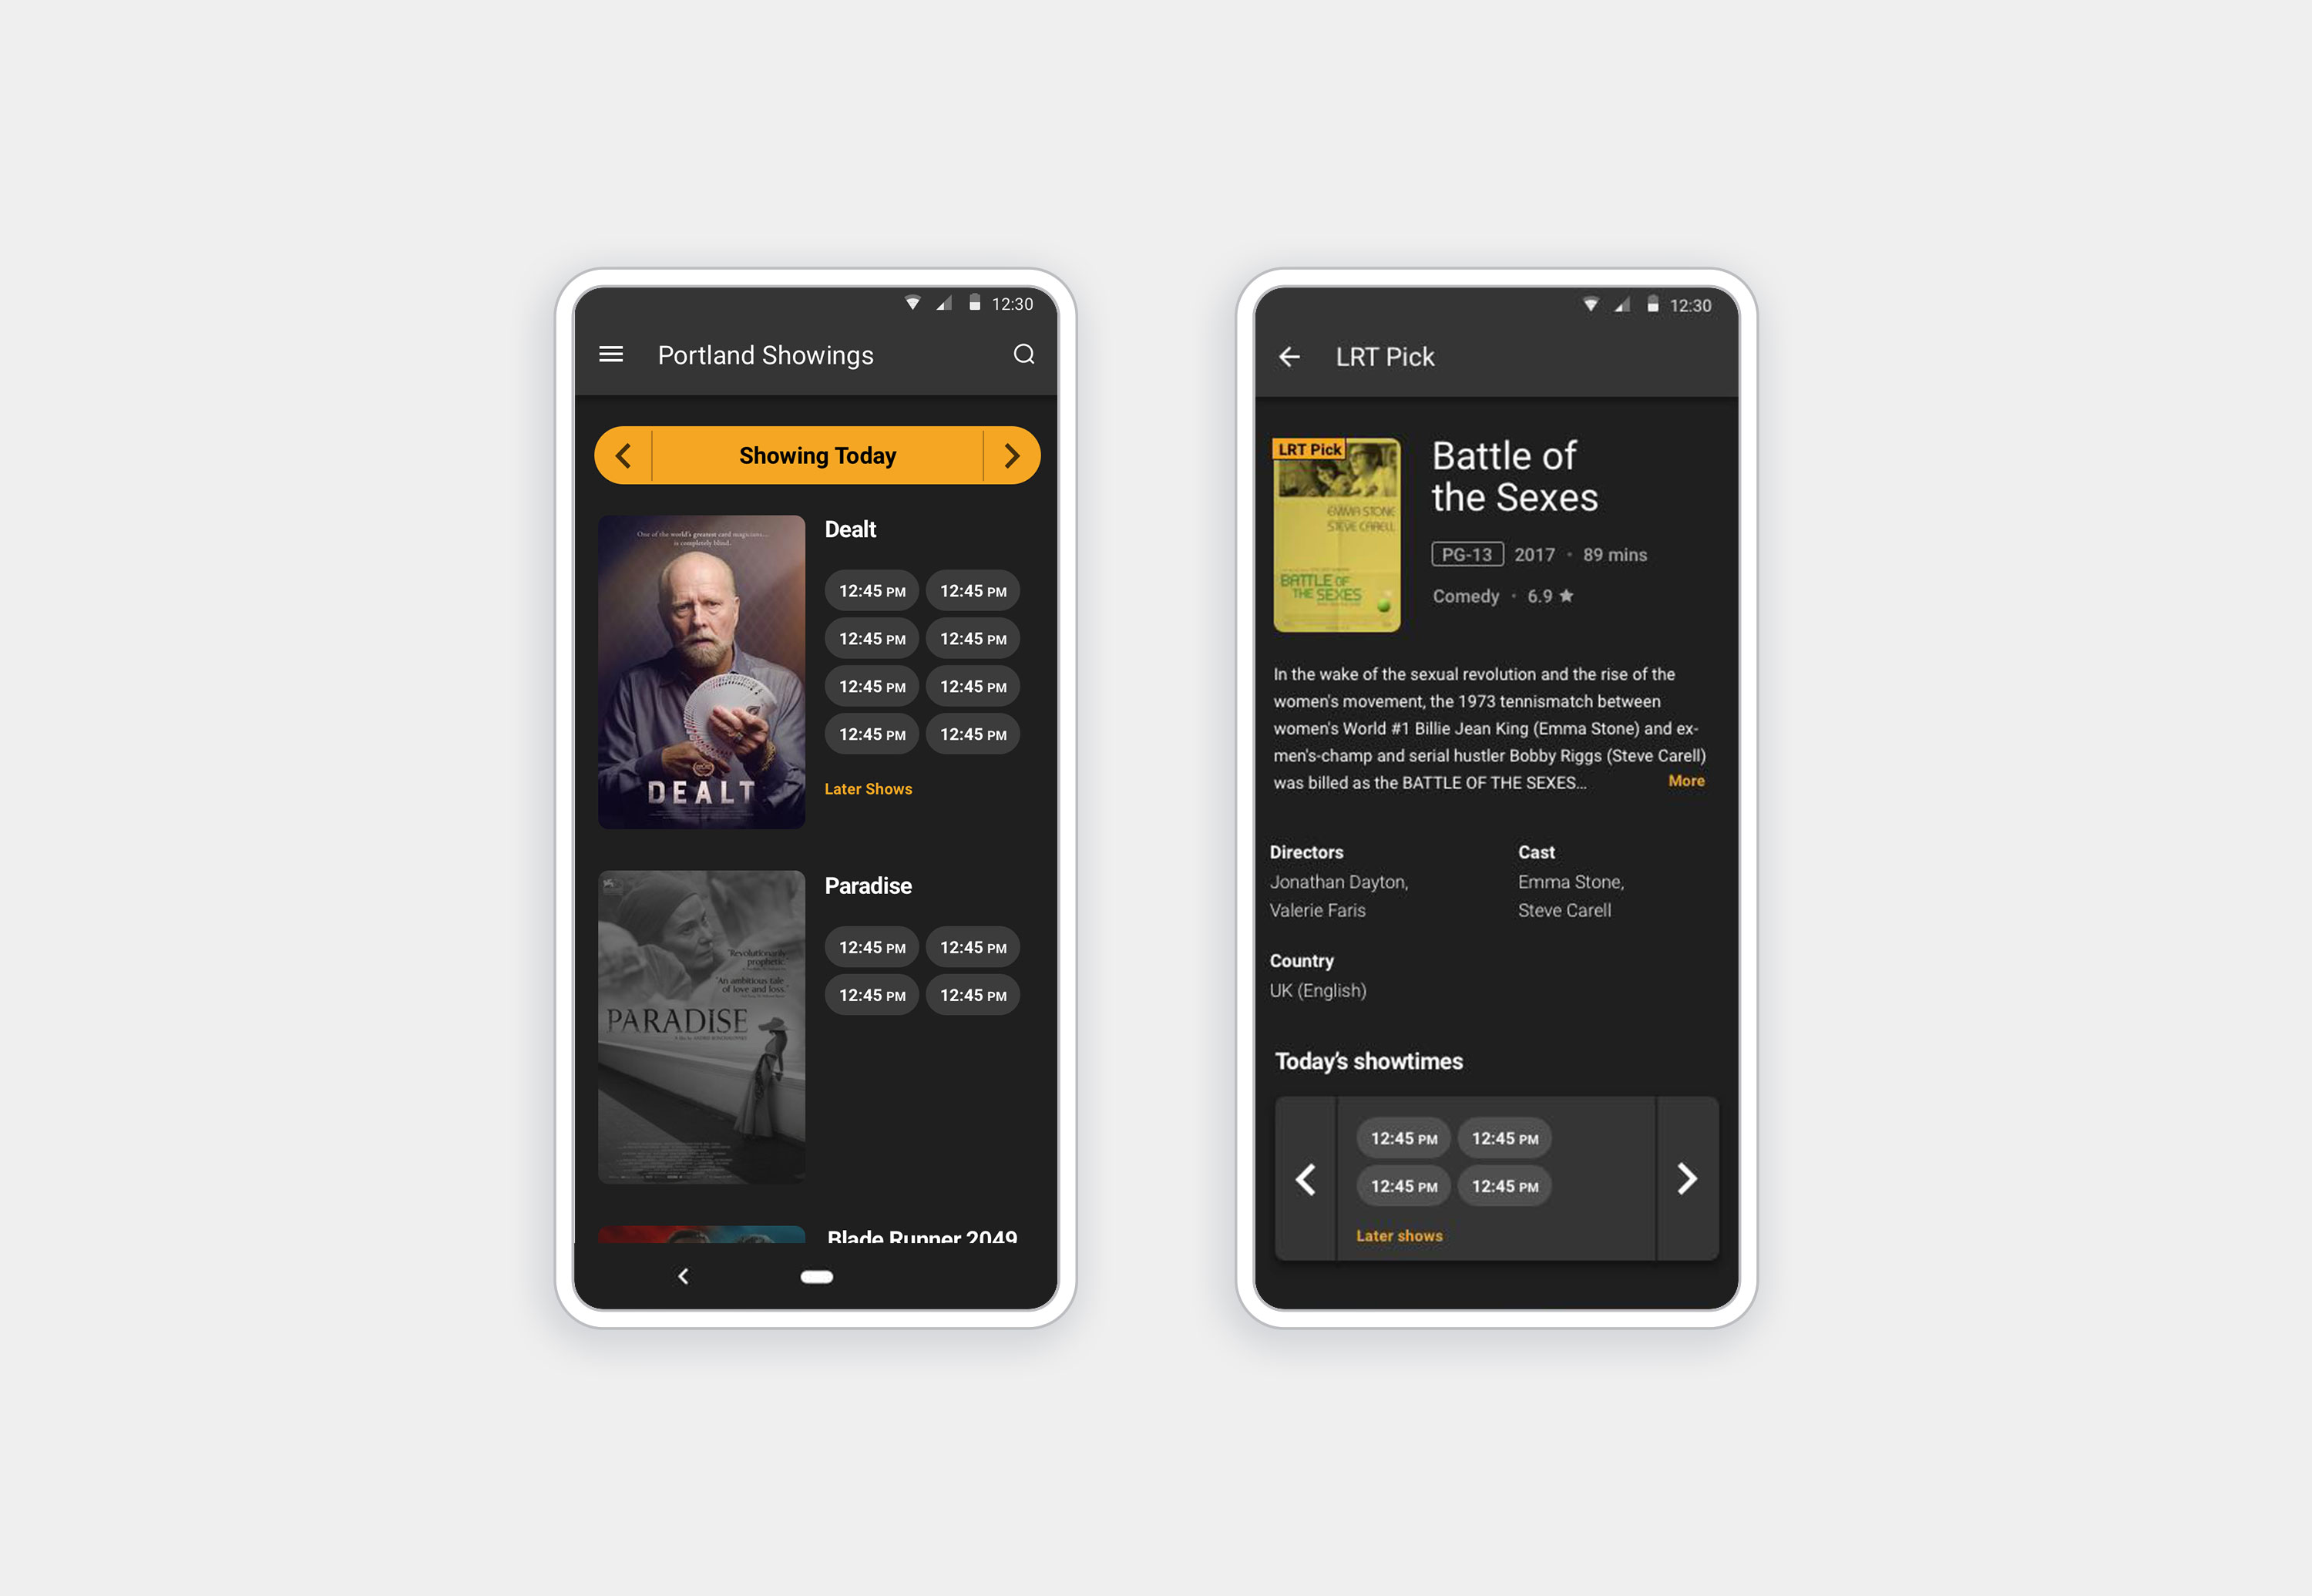 12:30
Portland Showings
Showing Today
One of the world's greatest card magicians...
is completely blind.
DEALT
Dealt
12:45 PM 12:45 PM
12:45 PM 12:45 PM
12:45 PM 12:45 PM
12:45 PM 12:45 PM
Later Shows
"Revolutionarily
prophetic."
"An ambitious tale
of love and loss."
PARADISE
Paradise
12:45 PM 12:45 PM
12:45 PM 12:45 PM
Blade Runner 2049
12:30
LRT Pick
LRT Pick
EMMA STONE
STEVE CARELL
BATTLE OF
THE SEXES
Battle of
the Sexes
PG-13 2017 • 89 mins
Comedy • 6.9 ★
In the wake of the sexual revolution and the rise of the
women's movement, the 1973 tennismatch between
women's World #1 Billie Jean King (Emma Stone) and ex-
men's-champ and serial hustler Bobby Riggs (Steve Carell)
was billed as the BATTLE OF THE SEXES... More
Directors
Jonathan Dayton,
Valerie Faris
Cast
Emma Stone,
Steve Carell
Country
UK (English)
Today's showtimes
12:45 PM 12:45 PM
12:45 PM 12:45 PM
Later shows